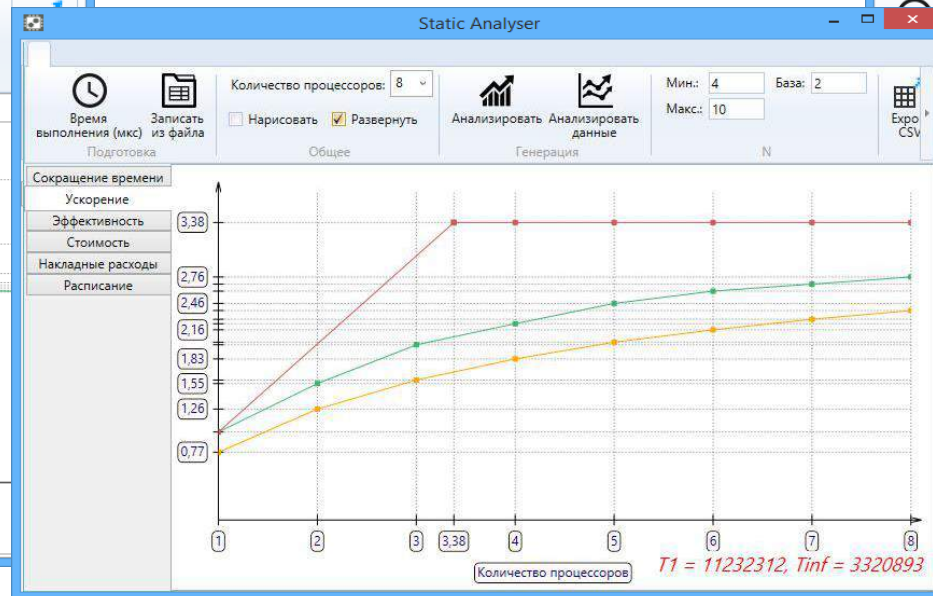 Static Analyser
Количество процессоров: 8
Мин.: 4 База: 2
Макс.: 10
Время выполнения (мкс)
Записать из файла
Нарисовать Развернуть
Анализировать
Анализировать данные
CSV
Подготовка Общее Генерация N
Сокращение времени
Ускорение
Эффективность
Стоимость
Накладные расходы
Расписание
3,38
2,76
2,46
2,16
1,83
1,55
1,26
0,77
1 2 3 3,38 4 5 6 7 8
Количество процессоров
T1 = 11232312, Tinf = 3320893